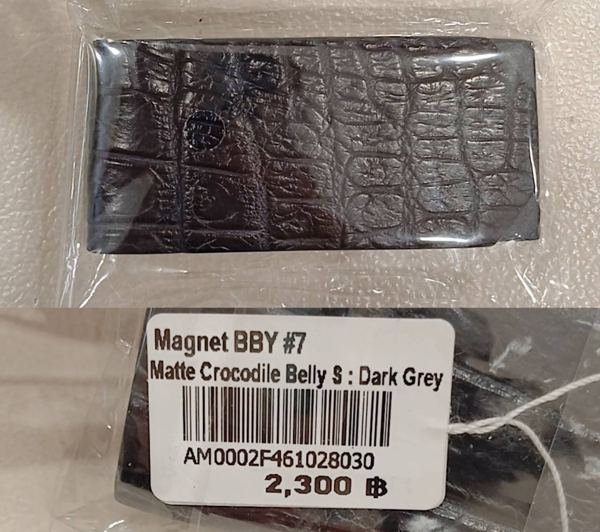 Magnet BBY #7
Matte Crocodile Belly S : Dark Grey
AM0002F461028030
2,300 ฿